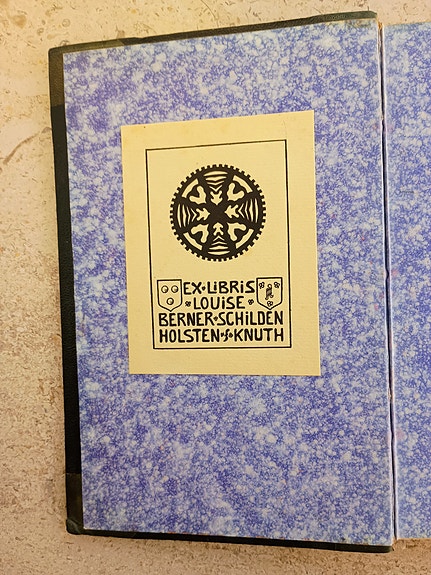 EX·LIBRIS
LOUISE
BERNER·SCHILDEN
HOLSTEN KNUTH